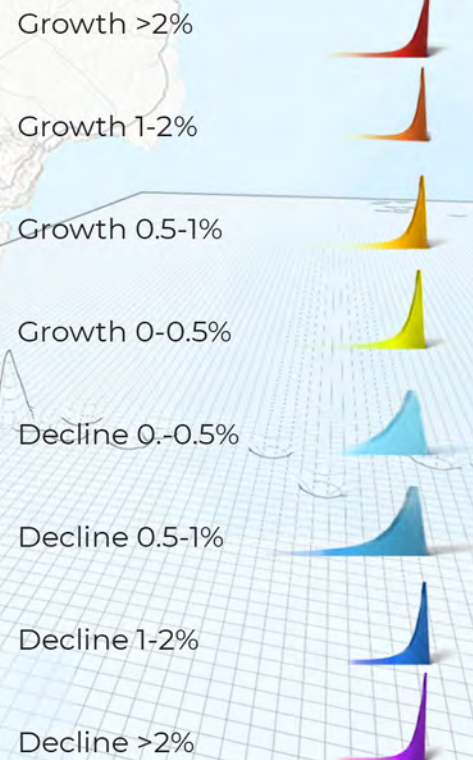 Growth >2%
Growth 1-2%
Growth 0.5-1%
Growth 0-0.5%
Decline 0.-0.5%
Decline 0.5-1%
Decline 1-2%
Decline >2%